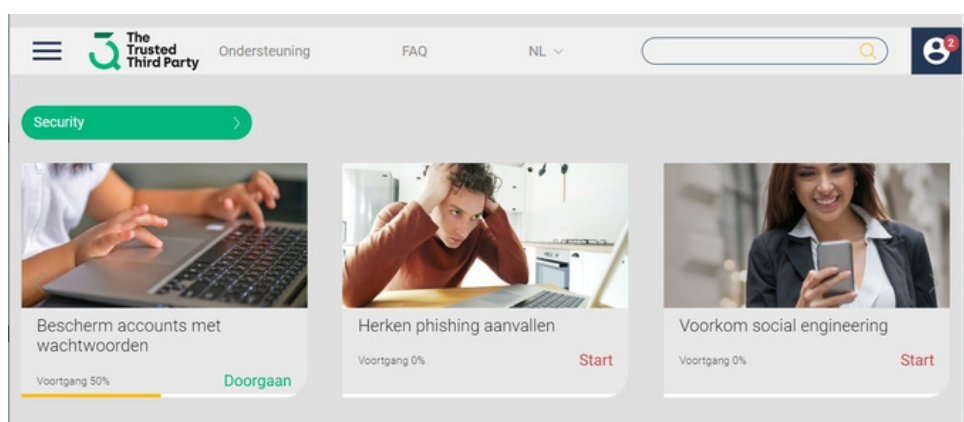 The
Trusted
Third Party
Ondersteuning
FAQ
NL
2
Security
Bescherm accounts met
wachtwoorden
Voortgang 50%
Doorgaan
Herken phishing aanvallen
Voortgang 0%
Start
Voorkom social engineering
Voortgang 0%
Start